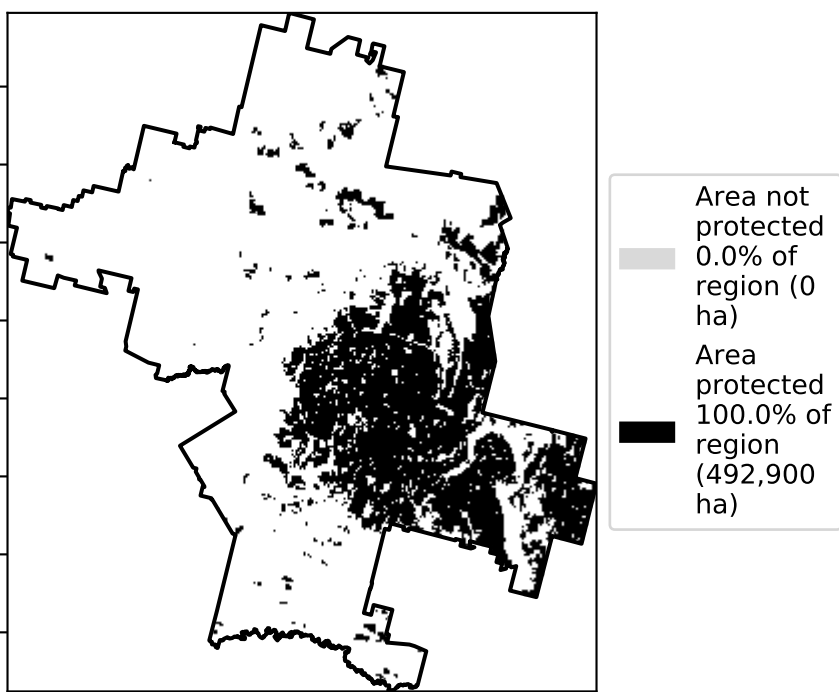 Area not
protected
0.0% of
region (0
ha)
Area
protected
100.0% of
region
(492,900
ha)